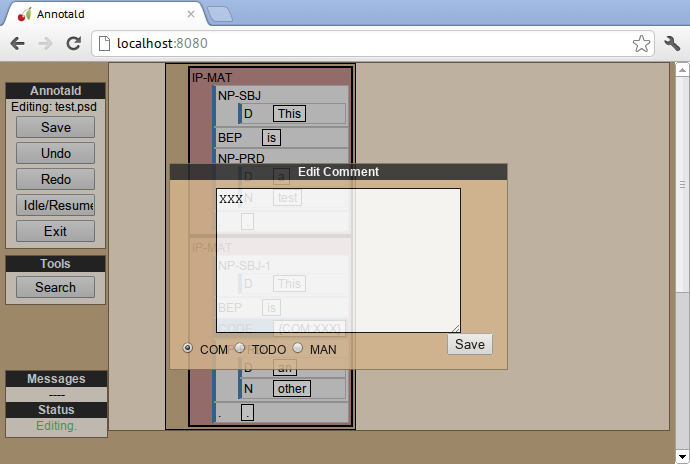 Annotald
localhost:8080
Annotald
Editing: test.psd
Save
Undo
Redo
Idle/Resume
Exit
Tools
Search
Messages
----
Status
Editing.
IP-MAT
NP-SBJ
D This
BEP is
NP-PRD
D a
N test
. .
IP-MAT
NP-SBJ-1
D This
BEP is
CODE {COM:XXX}
D an
N other
. .
Edit Comment
XXX
COM TODO MAN
Save